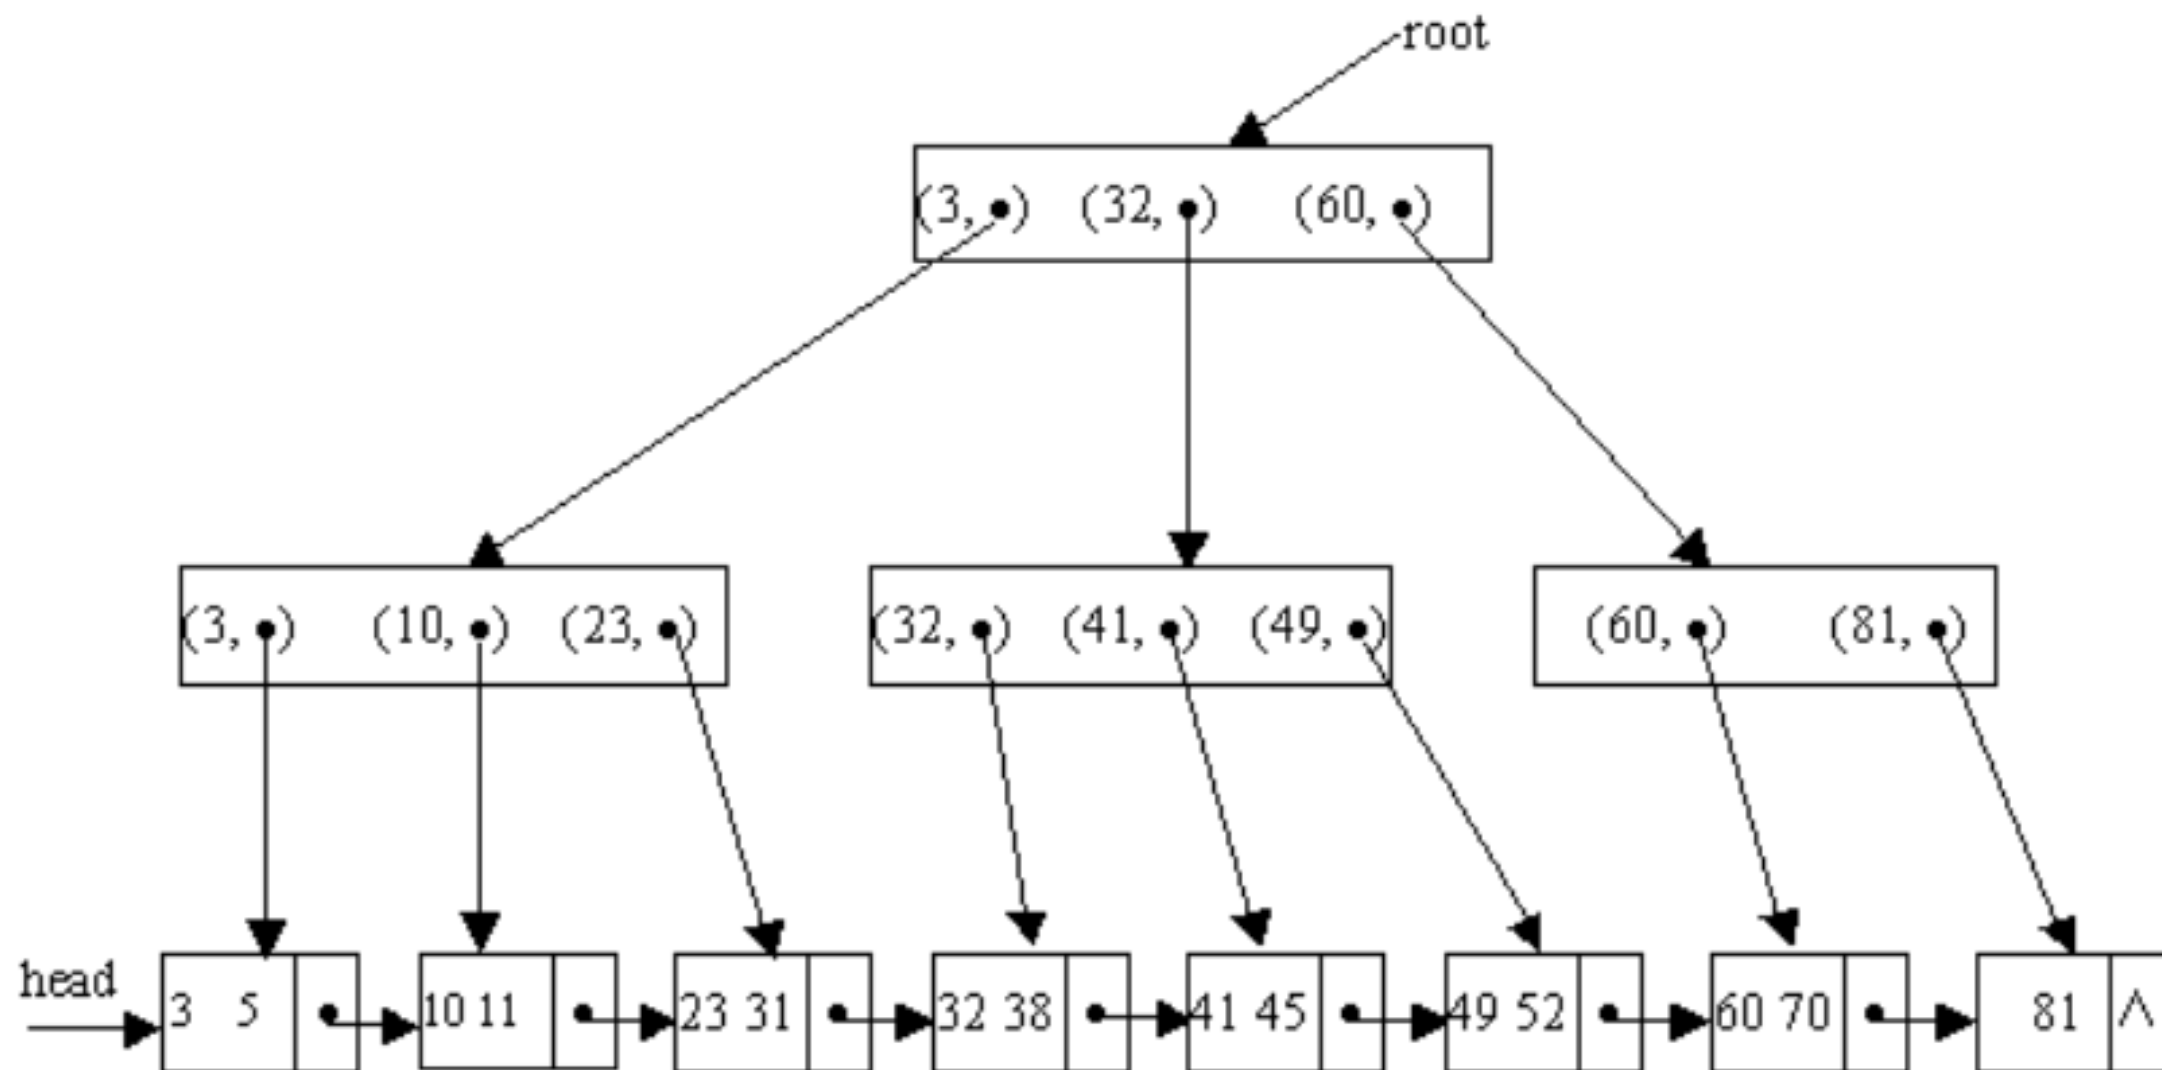 root
(3, ) (32, ) (60, )
(3, ) (10, ) (23, ) (32, ) (41, ) (49, ) (60, ) (81, )
head
3 5 10 11 23 31 32 38 41 45 49 52 60 70 81 ∧